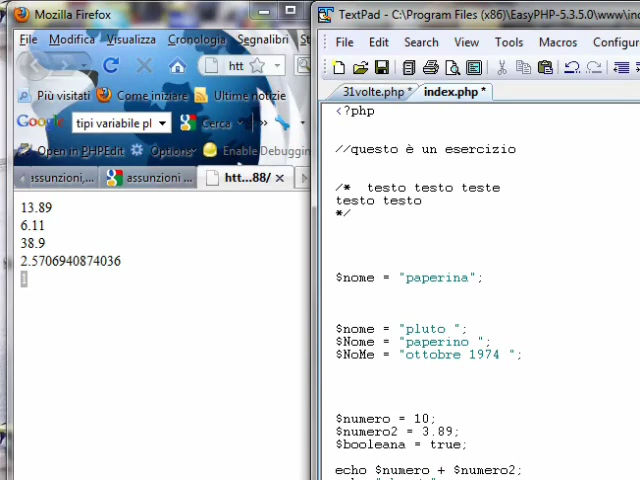 Mozilla Firefox
File Modifica Visualizza Cronologia Segnalibri
htt
Più visitati Come iniziare Ultime notizie
Google tipi variabile pl Cerca »
Open in PHPEdit Options Enable Debugging
assunzioni,... assunzioni ... htt...88/ ×
13.89
6.11
38.9
2.5706940874036
1
TextPad - C:\Program Files (x86)\EasyPHP-5.3.5.0\www\in
File Edit Search View Tools Macros Configur
31volte.php * index.php *
<?php
//questo è un esercizio
/* testo testo teste
testo testo
*/
$nome = "paperina";
$nome = "pluto ";
$Nome = "paperino ";
$NoMe = "ottobre 1974 ";
$numero = 10;
$numero2 = 3.89;
$booleana = true;
echo $numero + $numero2;